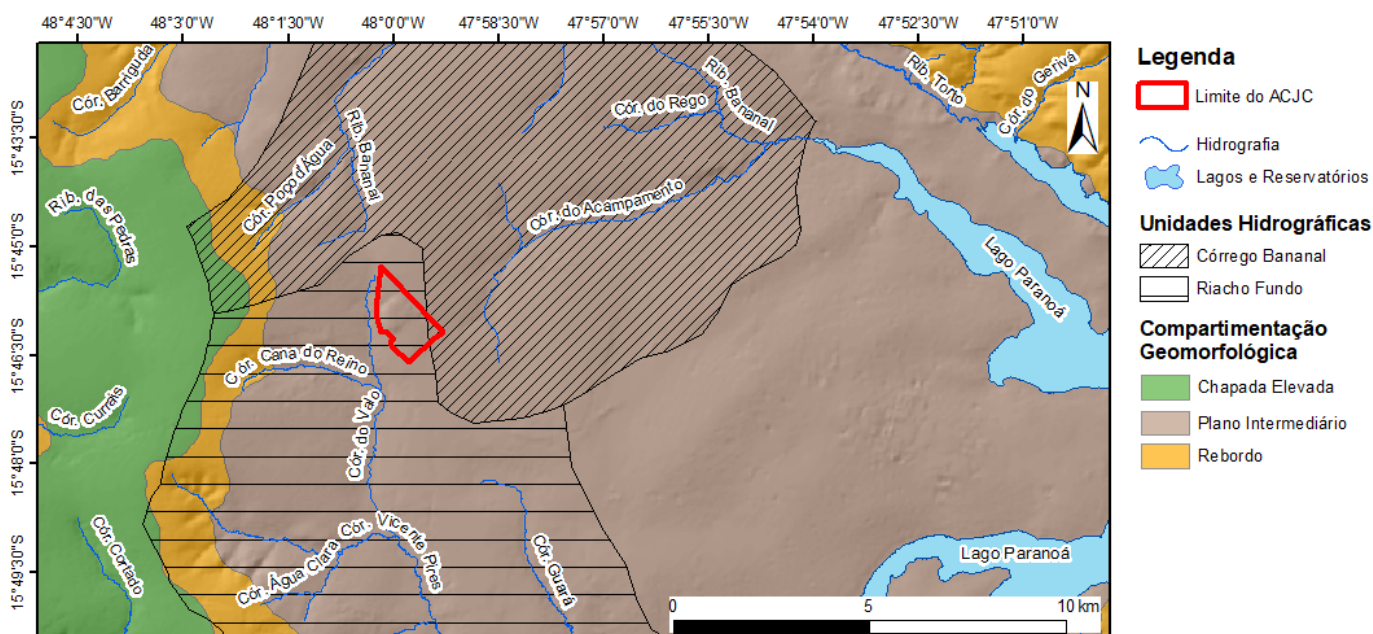 48°4'30"W 48°3'0"W 48°1'30"W 48°0'0"W 47°58'30"W 47°57'0"W 47°55'30"W 47°54'0"W 47°52'30"W 47°51'0"W
15°43'30"S
15°45'0"S
15°46'30"S
15°48'0"S
15°49'30"S
Cór. Barriguda
Rib. Bananal
Cór. Poço d'Água
Cór. do Rego
Rib. Bananal
Rib. Torto
Cór. do Gerivá
N
Rib. das Pedras
Cór. do Acampamento
Lago Paranoá
Cór. Cana do Reino
Cór. Currais
Cór. do Valo
Cór. Cortado
Cór. Água Clara
Cór. Vicente Pires
Cór. Guará
Lago Paranoá
0 5 10 km
Legenda
Limite do ACJC
Hidrografia
Lagos e Reservatórios
Unidades Hidrográficas
Córrego Bananal
Riacho Fundo
Compartimentação
Geomorfológica
Chapada Elevada
Plano Intermediário
Rebordo